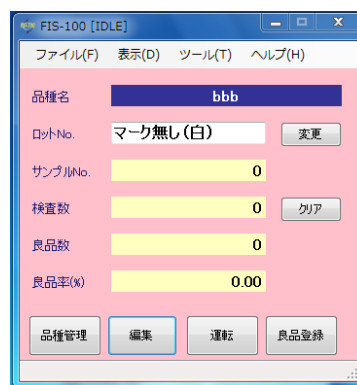 FIS-100 [IDLE]
ファイル(F) 表示(D) ツール(T) ヘルプ(H)
品種名 bbb
ロットNo. マーク無し(白) 変更
サンプルNo. 0
検査数 0 クリア
良品数 0
良品率(%) 0.00
品種管理 編集 運転 良品登録